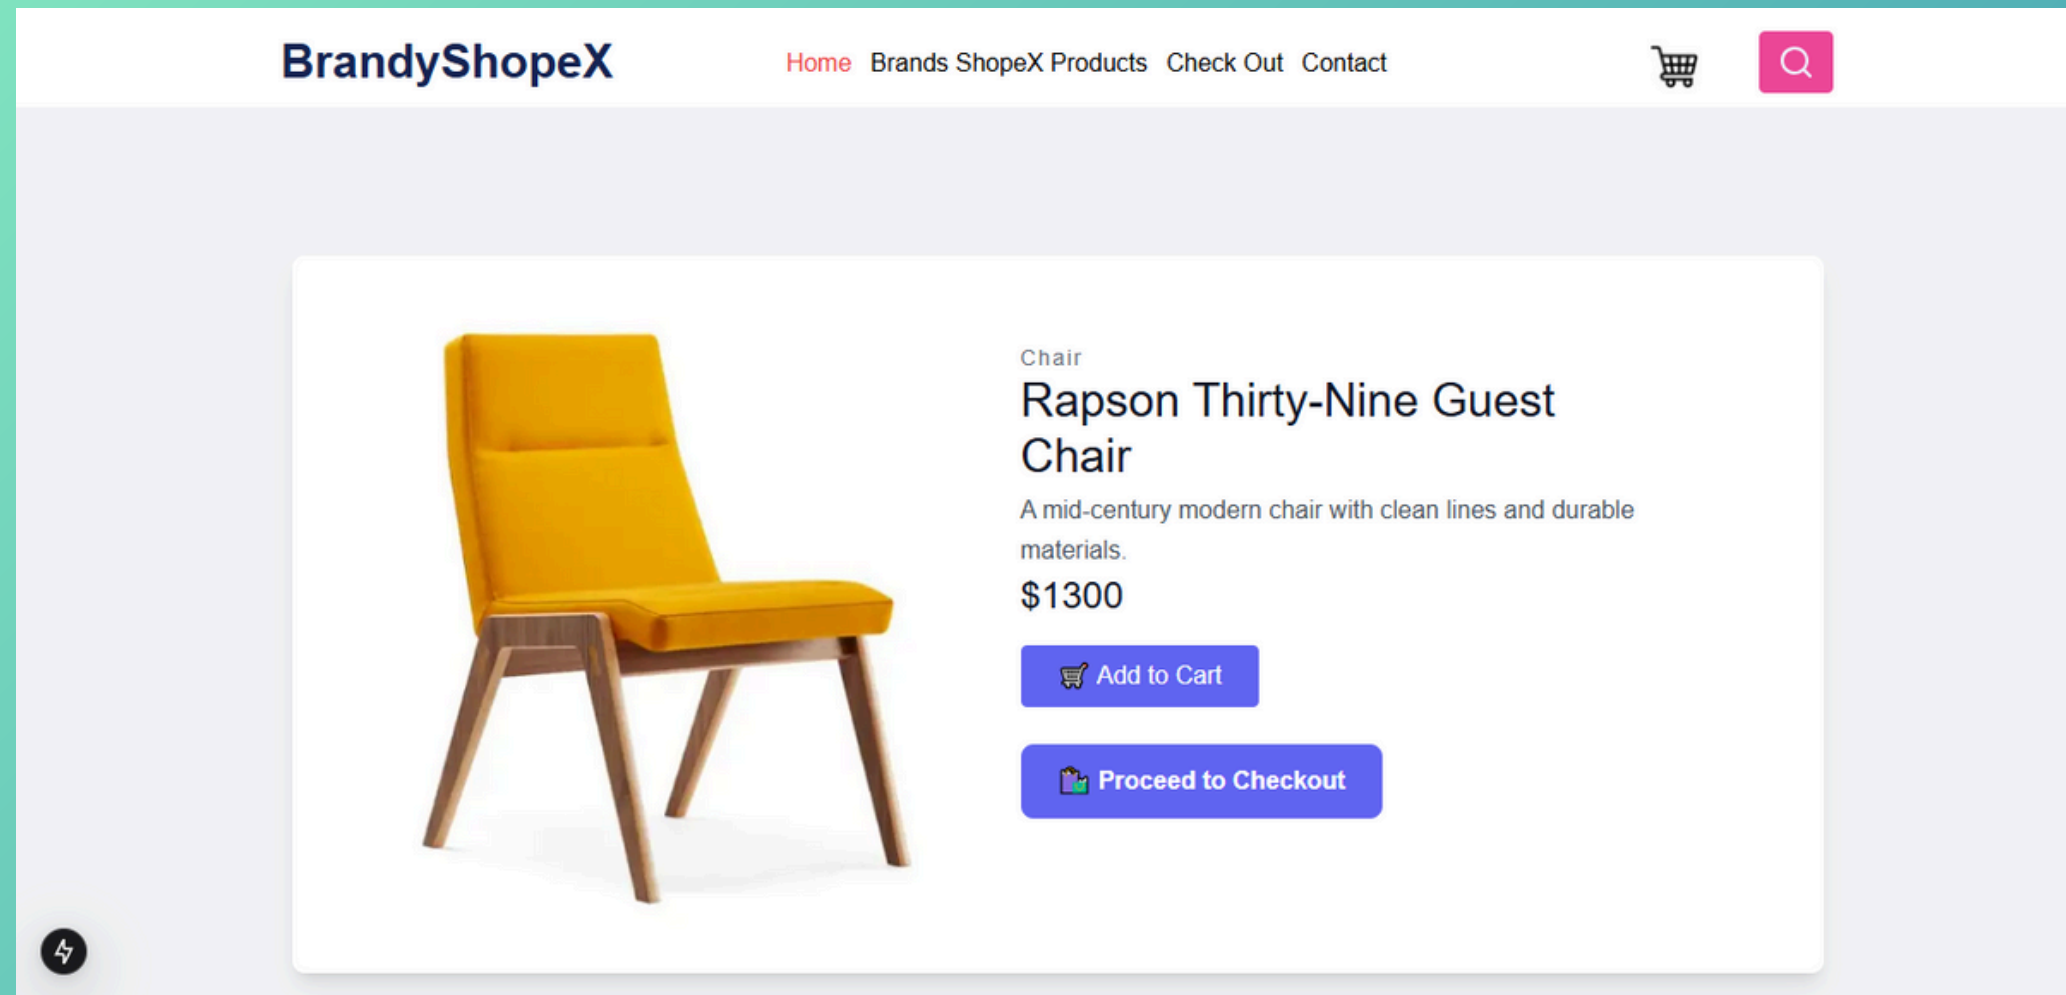 BrandyShopeX
Home Brands ShopeX Products Check Out Contact
Chair
Rapson Thirty-Nine Guest
Chair
A mid-century modern chair with clean lines and durable
materials.
$1300
Add to Cart
Proceed to Checkout